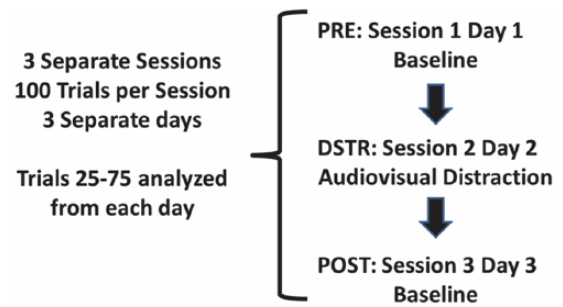 3 Separate Sessions
100 Trials per Session
3 Separate days
Trials 25-75 analyzed
from each day
PRE: Session 1 Day 1
Baseline
DSTR: Session 2 Day 2
Audiovisual Distraction
POST: Session 3 Day 3
Baseline